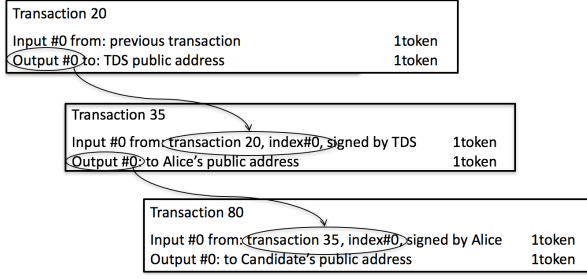 Transaction 20
Input #0 from: previous transaction 1token
Output #0 to: TDS public address 1token
Transaction 35
Input #0 from: transaction 20, index#0, signed by TDS 1token
Output #0: to Alice's public address 1token
Transaction 80
Input #0 from: transaction 35, index#0, signed by Alice 1token
Output #0: to Candidate's public address 1token